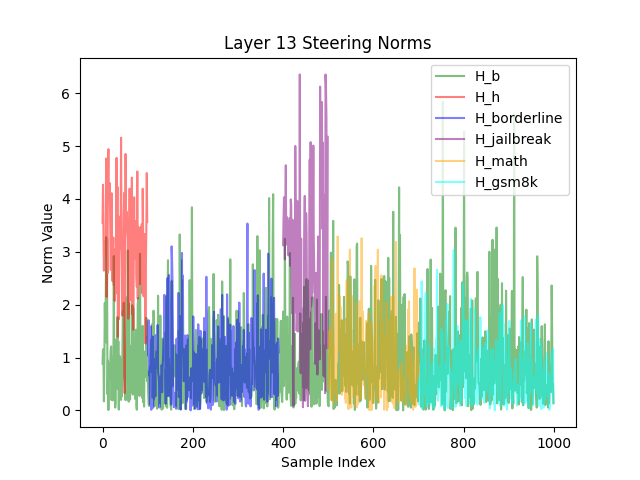 Layer 13 Steering Norms
H_b
H_h
H_borderline
H_jailbreak
H_math
H_gsm8k
Norm Value
6
5
4
3
2
1
0
0 200 400 600 800 1000
Sample Index